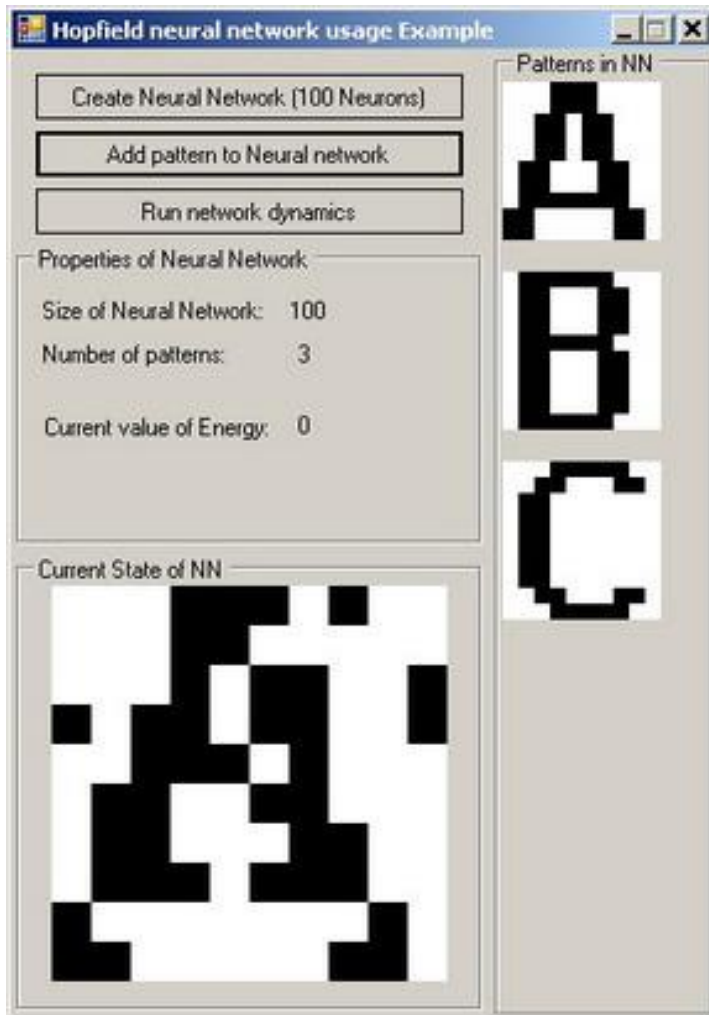 Hopfield neural network usage Example
Create Neural Network (100 Neurons)
Add pattern to Neural network
Run network dynamics
Properties of Neural Network
Size of Neural Network: 100
Number of patterns: 3
Current value of Energy: 0
Current State of NN
A
Patterns in NN
A
B
C